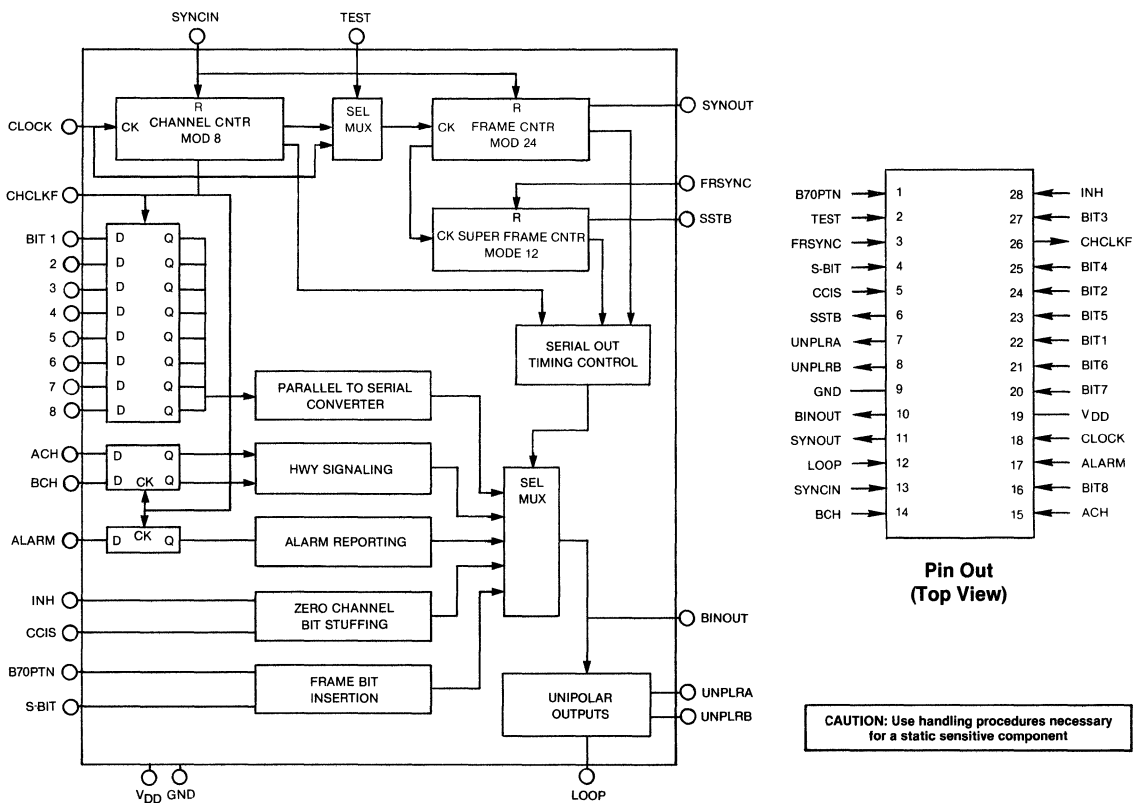 SYNCIN
TEST
R
CHANNEL CNTR
MOD 8
CK
CLOCK
SEL
MUX
R
CK
FRAME CNTR
MOD 24
SYNOUT
CHCLKF
FRSYNC
R
CK SUPER FRAME CNTR
MODE 12
SSTB
BIT 1
D Q
2
D Q
3
D Q
4
D Q
5
D Q
6
D Q
7
D Q
8
D Q
SERIAL OUT
TIMING CONTROL
PARALLEL TO SERIAL
CONVERTER
ACH
D Q
BCH
D CK Q
HWY SIGNALING
SEL
MUX
ALARM
D CK Q
ALARM REPORTING
INH
CCIS
ZERO CHANNEL
BIT STUFFING
BINOUT
B70PTN
S-BIT
FRAME BIT
INSERTION
UNIPOLAR
OUTPUTS
UNPLRA
UNPLRB
VDD GND
LOOP
B70PTN 1 28 INH
TEST 2 27 BIT3
FRSYNC 3 26 CHCLKF
S-BIT 4 25 BIT4
CCIS 5 24 BIT2
SSTB 6 23 BIT5
UNPLRA 7 22 BIT1
UNPLRB 8 21 BIT6
GND 9 20 BIT7
BINOUT 10 19 VDD
SYNOUT 11 18 CLOCK
LOOP 12 17 ALARM
SYNCIN 13 16 BIT8
BCH 14 15 ACH
Pin Out
(Top View)
CAUTION: Use handling procedures necessary
for a static sensitive component